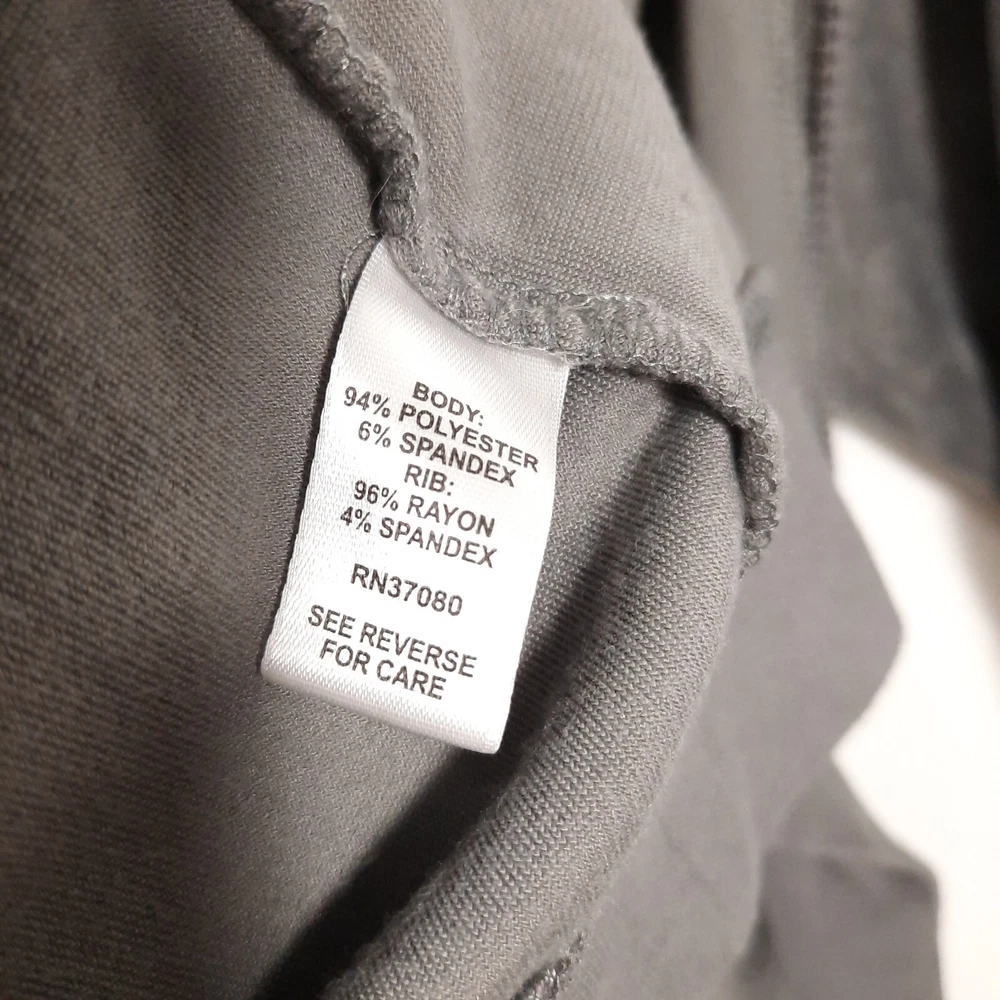 BODY:
94% POLYESTER
6% SPANDEX
RIB:
96% RAYON
4% SPANDEX
RN37080
SEE REVERSE
FOR CARE